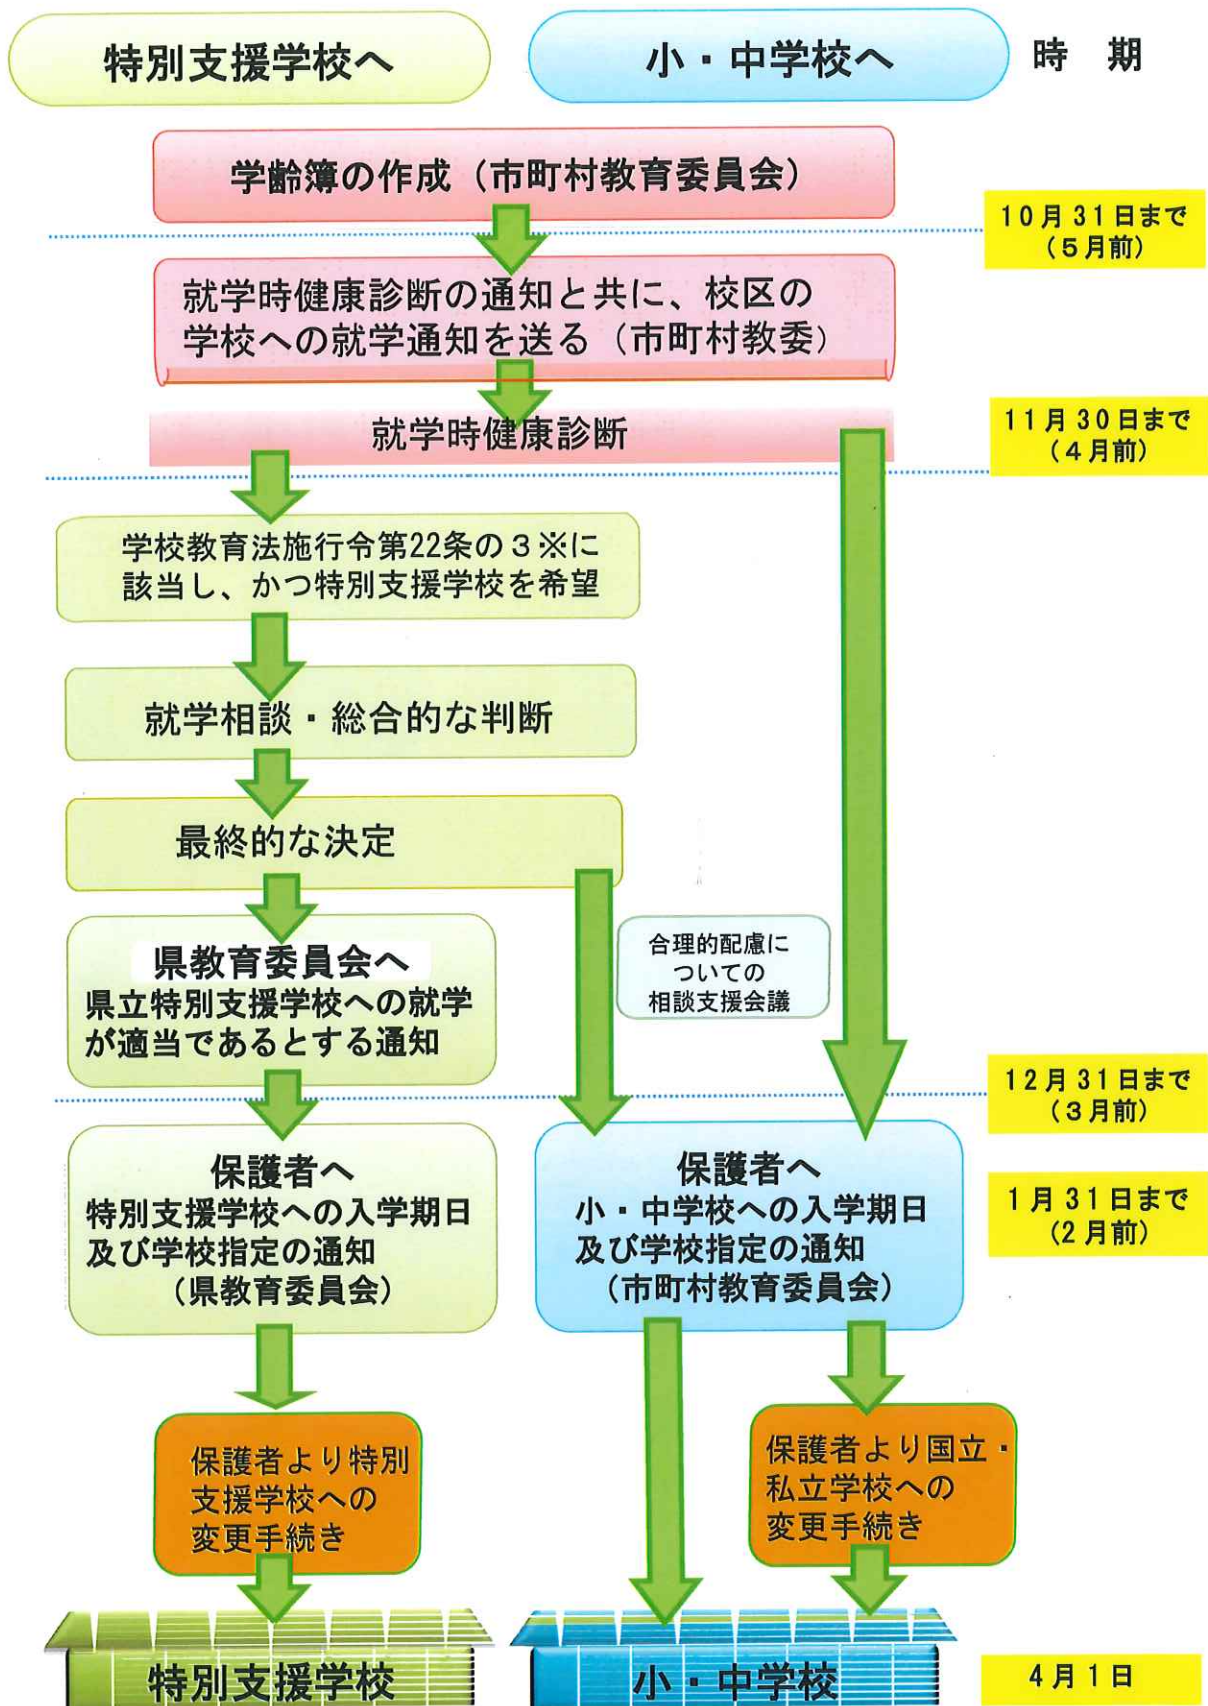 特別支援学校へ
小・中学校へ
時　期
学齢簿の作成（市町村教育委員会）
10月31日まで
（5月前）
就学時健康診断の通知と共に、校区の
学校への就学通知を送る（市町村教委）
就学時健康診断
11月30日まで
（4月前）
学校教育法施行令第22条の３※に
該当し、かつ特別支援学校を希望
就学相談・総合的な判断
最終的な決定
県教育委員会へ
県立特別支援学校への就学
が適当であるとする通知
合理的配慮に
ついての
相談支援会議
12月31日まで
（3月前）
保護者へ
特別支援学校への入学期日
及び学校指定の通知
（県教育委員会）
保護者へ
小・中学校への入学期日
及び学校指定の通知
（市町村教育委員会）
1月31日まで
（2月前）
保護者より特別
支援学校への
変更手続き
保護者より国立・
私立学校への
変更手続き
特別支援学校
小・中学校
4月1日